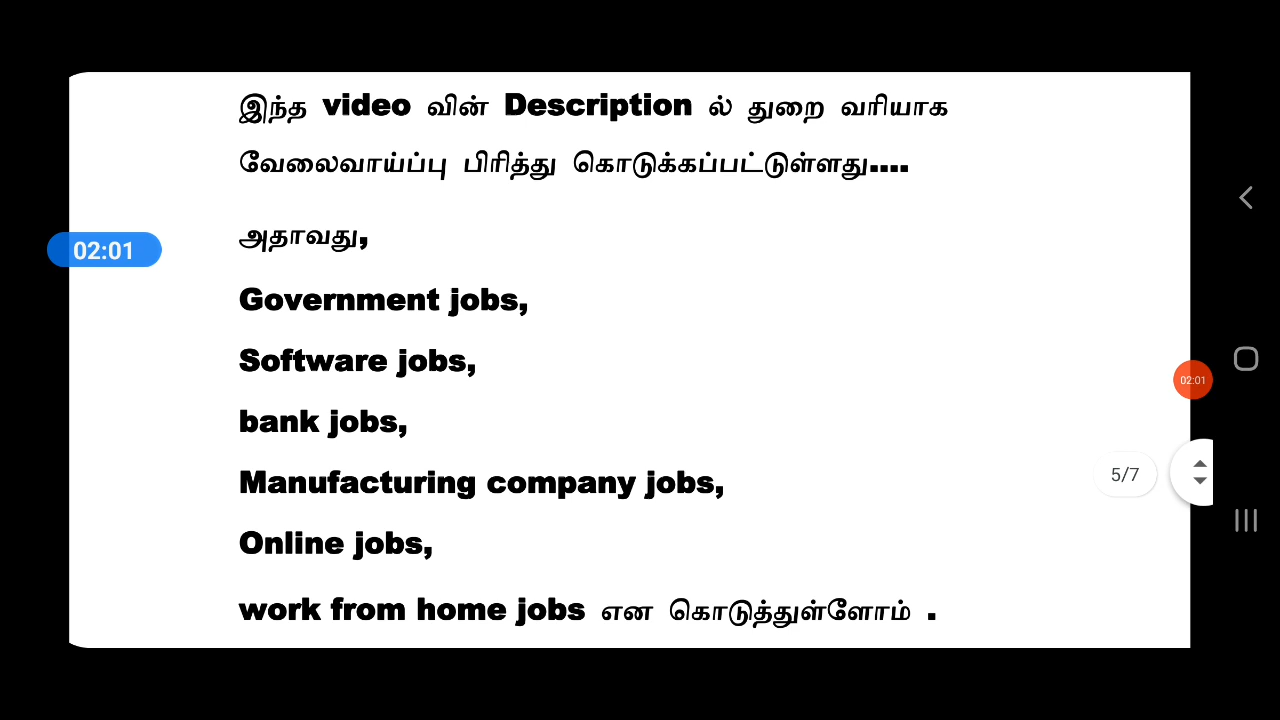 இந்த video வின் Description ல் துறை வரியாக
வேலைவாய்ப்பு பிரித்து கொடுக்கப்பட்டுள்ளது....
அதாவது,
02:01
Government jobs,
Software jobs,
02:01
bank jobs,
5/7
Manufacturing company jobs,
Online jobs,
work from home jobs என கொடுத்துள்ளோம் .